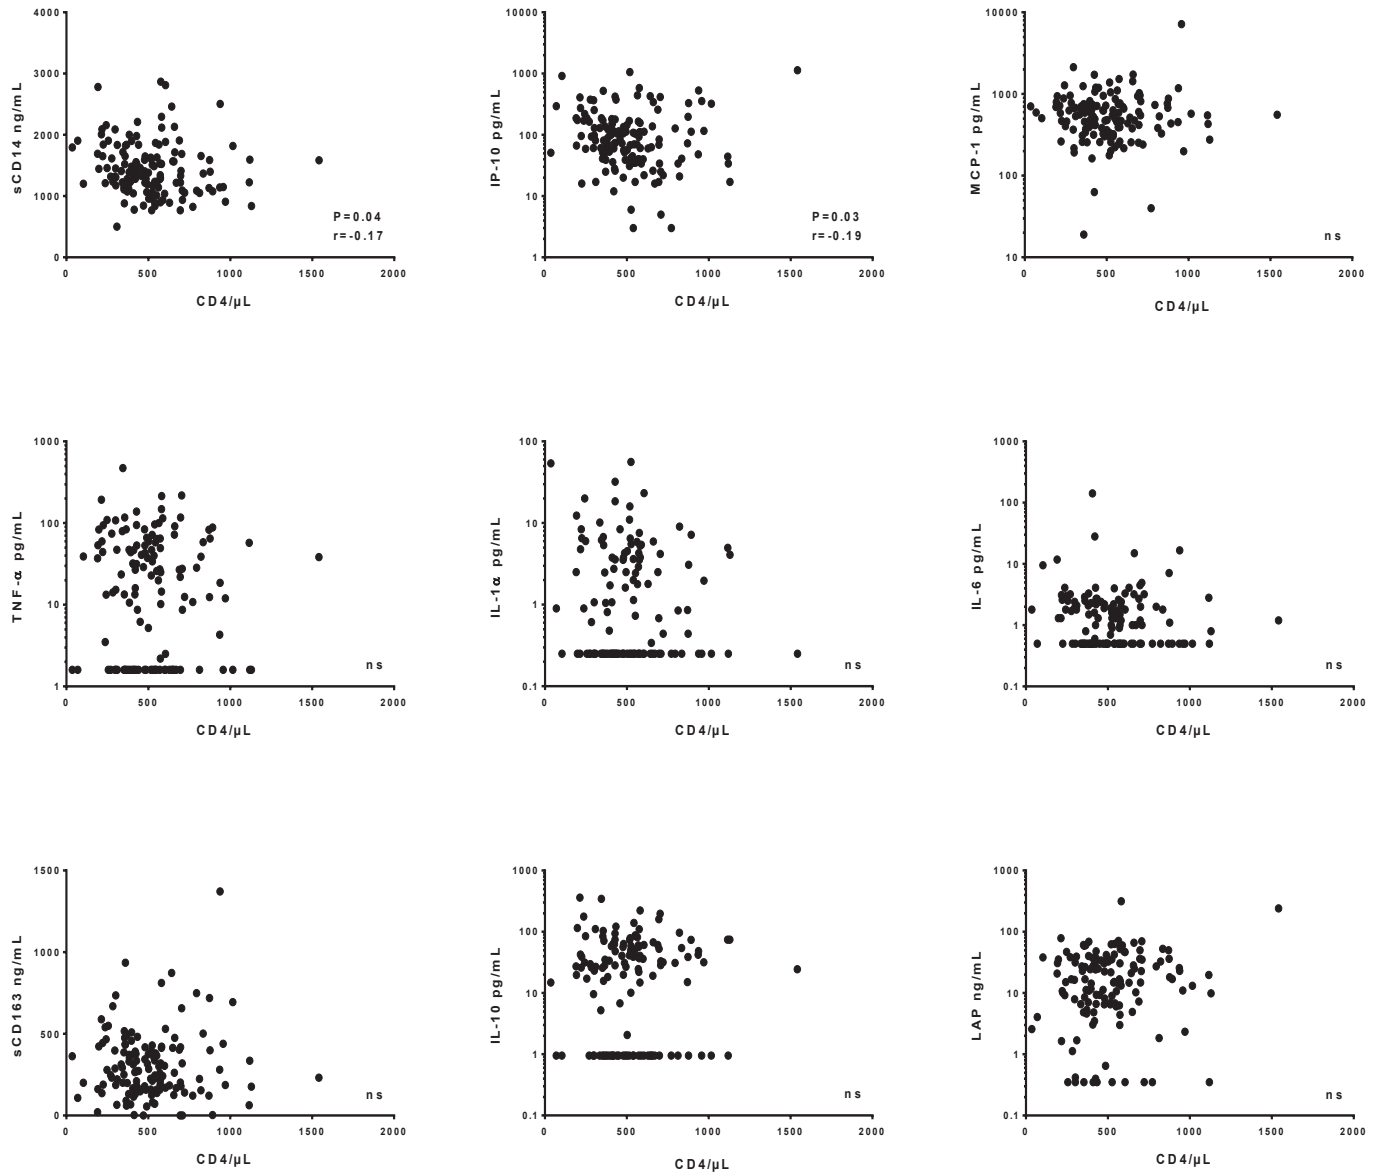 sCD14 ng/mL
4000
3000
2000
1000
0
P=0.04
r=-0.17
0 500 1000 1500 2000
CD4/µL
IP-10 pg/mL
10000
1000
100
10
1
P=0.03
r=-0.19
0 500 1000 1500 2000
CD4/µL
MCP-1 pg/mL
10000
1000
100
10
ns
0 500 1000 1500 2000
CD4/µL
TNF-α pg/mL
1000
100
10
1
ns
0 500 1000 1500 2000
CD4/µL
IL-1α pg/mL
100
10
1
0.1
ns
0 500 1000 1500 2000
CD4/µL
IL-6 pg/mL
1000
100
10
1
0.1
ns
0 500 1000 1500 2000
CD4/µL
sCD163 ng/mL
1500
1000
500
0
ns
0 500 1000 1500 2000
CD4/µL
IL-10 pg/mL
1000
100
10
1
0.1
ns
0 500 1000 1500 2000
CD4/µL
LAP ng/mL
1000
100
10
1
0.1
ns
0 500 1000 1500 2000
CD4/µL